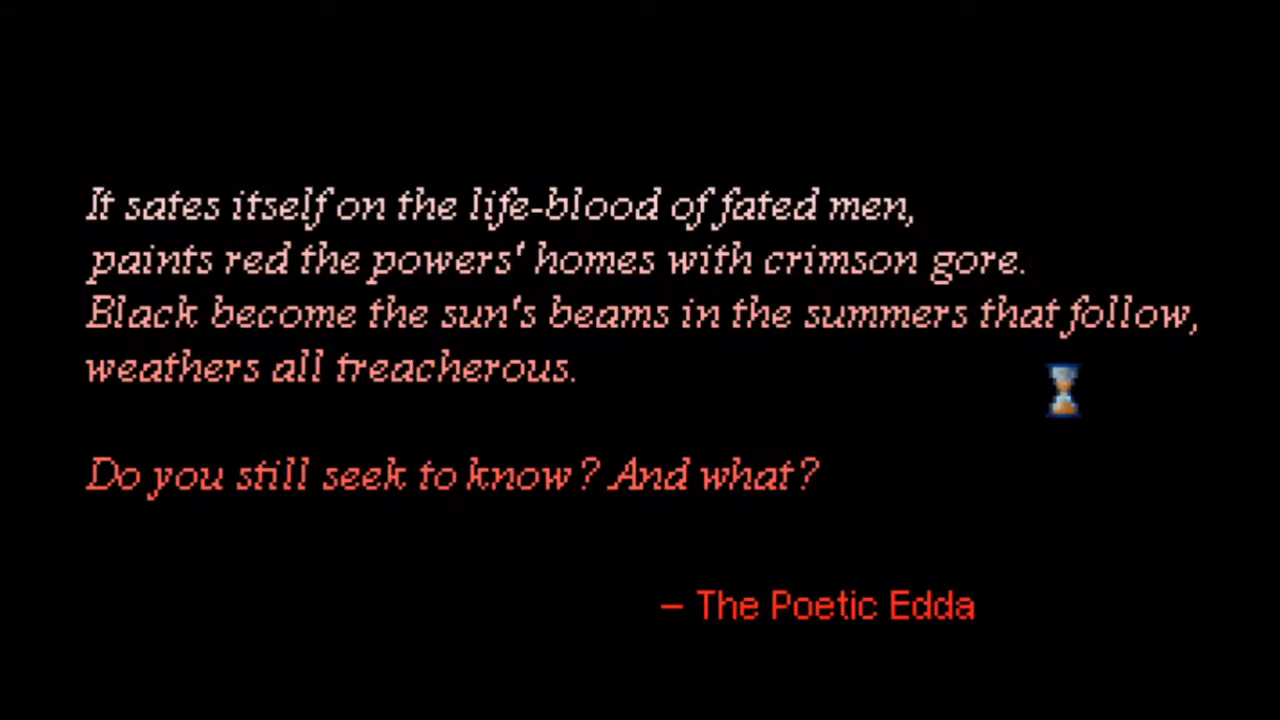 It sates itself on the life-blood of fated men,
paints red the powers' homes with crimson gore.
Black become the sun's beams in the summers that follow,
weathers all treacherous.
Do you still seek to know? And what?
– The Poetic Edda